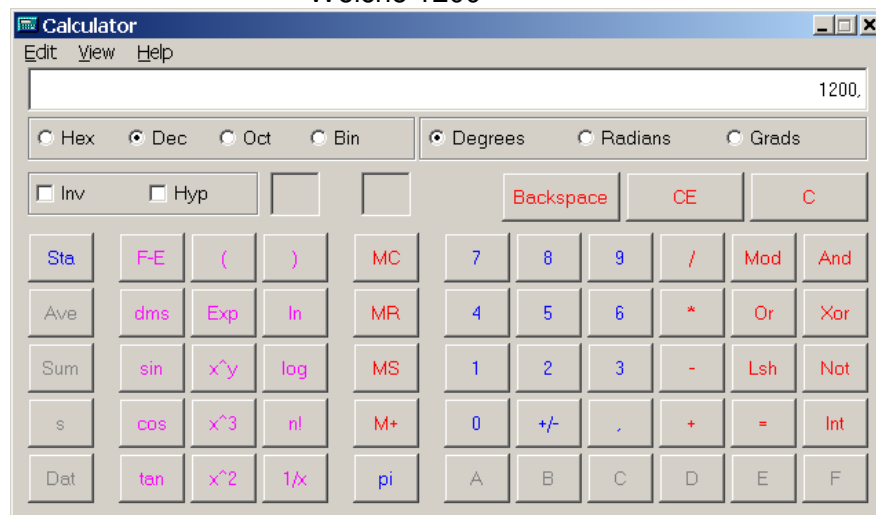 1200
Calculator
Edit View Help
1200,
Hex Dec Oct Bin Degrees Radians Grads
Inv Hyp Backspace CE C
Sta F-E ( ) MC 7 8 9 / Mod And
Ave dms Exp ln MR 4 5 6 * Or Xor
Sum sin x^y log MS 1 2 3 - Lsh Not
s cos x^3 n! M+ 0 +/- , + = Int
Dat tan x^2 1/x pi A B C D E F